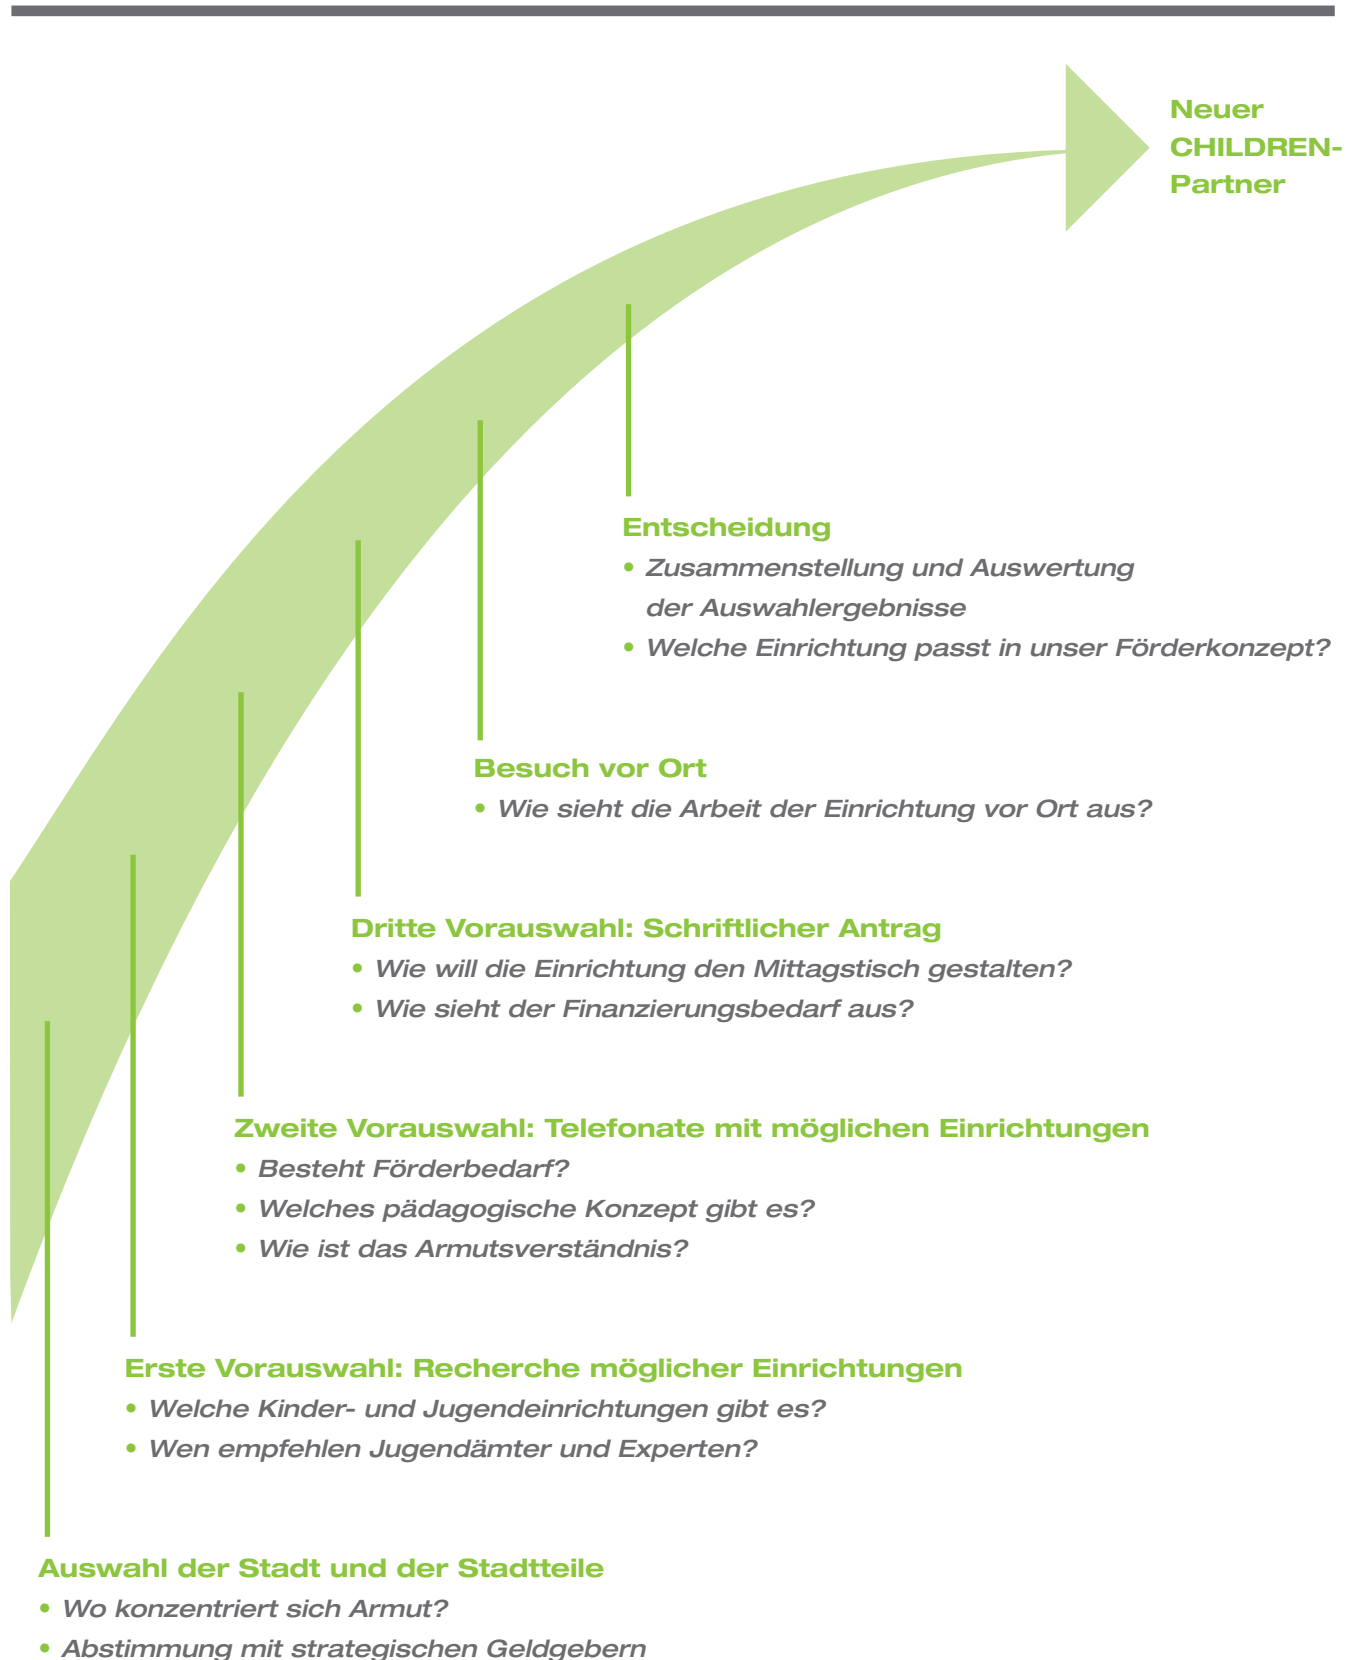 Neuer
CHILDREN-
Partner
Entscheidung
• Zusammenstellung und Auswertung
der Auswahlergebnisse
• Welche Einrichtung passt in unser Förderkonzept?
Besuch vor Ort
• Wie sieht die Arbeit der Einrichtung vor Ort aus?
Dritte Vorauswahl: Schriftlicher Antrag
• Wie will die Einrichtung den Mittagstisch gestalten?
• Wie sieht der Finanzierungsbedarf aus?
Zweite Vorauswahl: Telefonate mit möglichen Einrichtungen
• Besteht Förderbedarf?
• Welches pädagogische Konzept gibt es?
• Wie ist das Armutsverständnis?
Erste Vorauswahl: Recherche möglicher Einrichtungen
• Welche Kinder- und Jugendeinrichtungen gibt es?
• Wen empfehlen Jugendämter und Experten?
Auswahl der Stadt und der Stadtteile
• Wo konzentriert sich Armut?
• Abstimmung mit strategischen Geldgebern